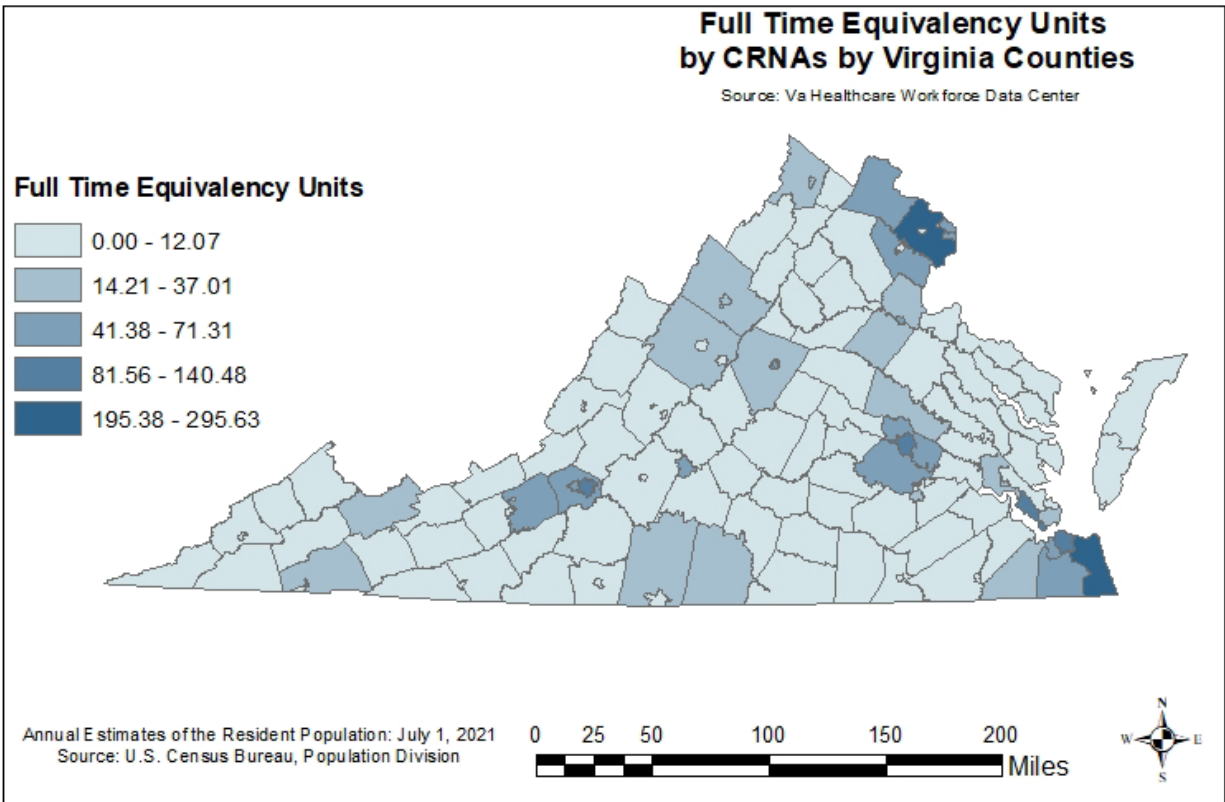 Full Time Equivalency Units
by CRNAs by Virginia Counties
Source: Va Healthcare Workforce Data Center
Full Time Equivalency Units
0.00 - 12.07
14.21 - 37.01
41.38 - 71.31
81.56 - 140.48
195.38 - 295.63
Annual Estimates of the Resident Population: July 1, 2021
Source: U.S. Census Bureau, Population Division
0 25 50 100 150 200
Miles
N
W E
S